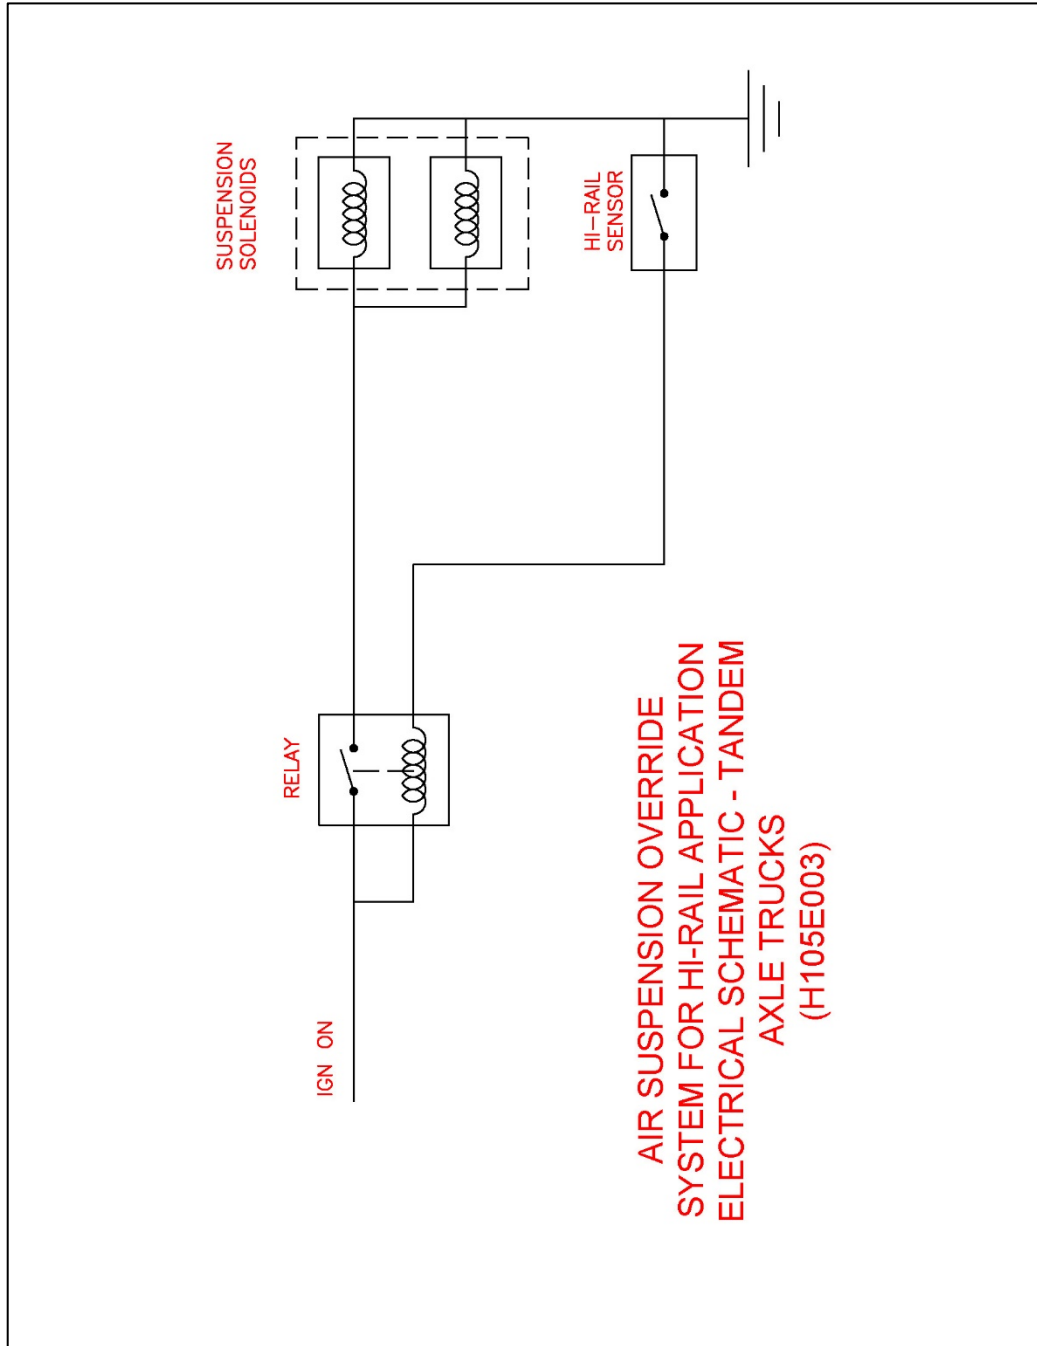 SUSPENSION
SOLENOIDS
HI-RAIL
SENSOR
RELAY
IGN ON
AIR SUSPENSION OVERRIDE
SYSTEM FOR HI-RAIL APPLICATION
ELECTRICAL SCHEMATIC - TANDEM
AXLE TRUCKS
(H105E003)